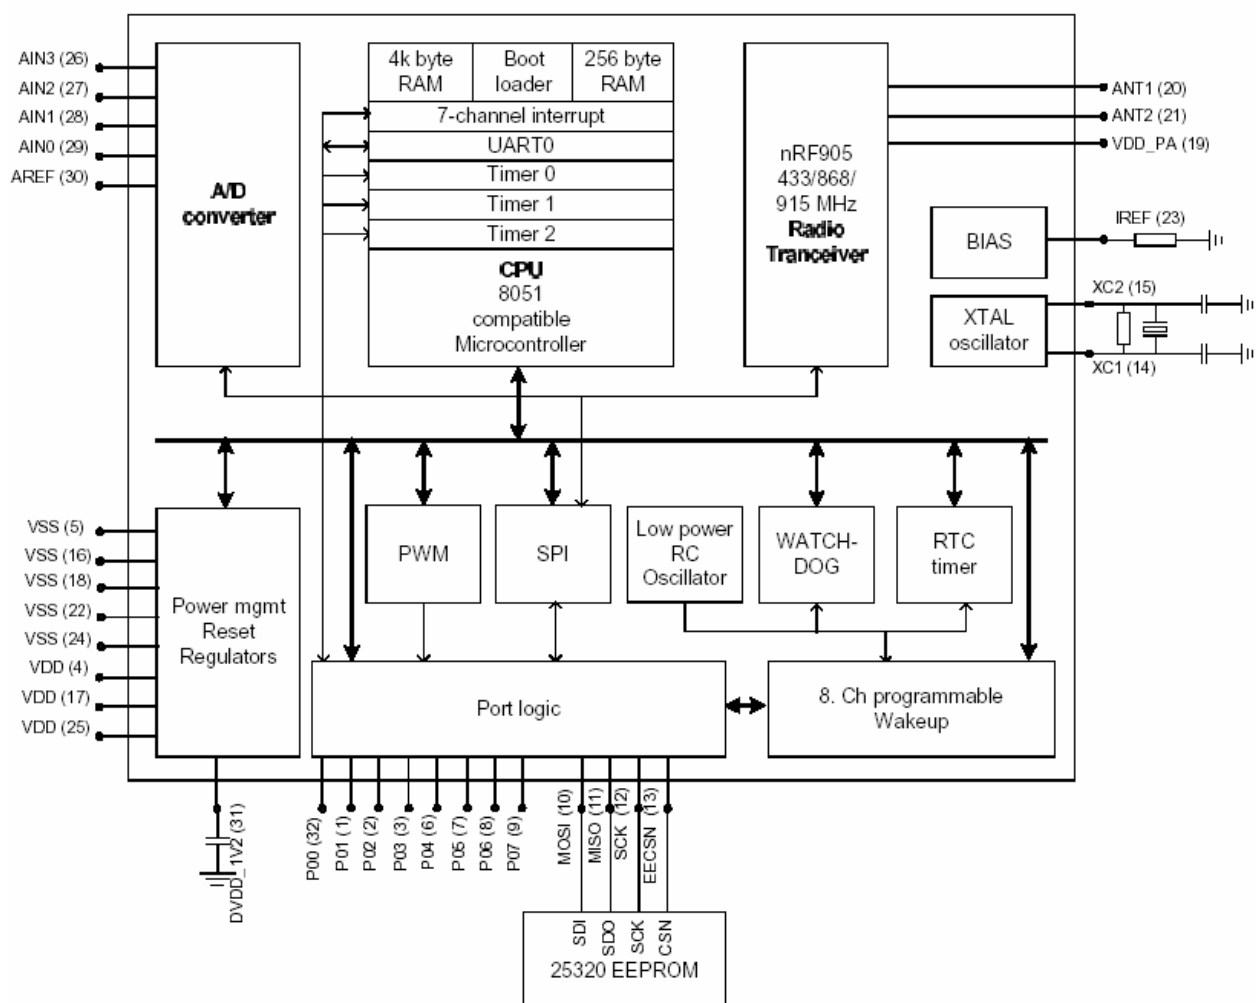 AIN3 (26)
AIN2 (27)
AIN1 (28)
AIN0 (29)
AREF (30)
A/D
converter
4k byte
RAM
Boot
loader
256 byte
RAM
7-channel interrupt
UART0
Timer 0
Timer 1
Timer 2
CPU
8051
compatible
Microcontroller
nRF905
433/868/
915 MHz
Radio
Tranceiver
ANT1 (20)
ANT2 (21)
VDD_PA (19)
BIAS
IREF (23)
XTAL
oscillator
XC2 (15)
XC1 (14)
VSS (5)
VSS (16)
VSS (18)
VSS (22)
VSS (24)
VDD (4)
VDD (17)
VDD (25)
Power mgmt
Reset
Regulators
PWM
SPI
Low power
RC
Oscillator
WATCH-
DOG
RTC
timer
Port logic
8. Ch programmable
Wakeup
DVDD_1V2 (31)
P00 (32)
P01 (1)
P02 (2)
P03 (3)
P04 (6)
P05 (7)
P06 (8)
P07 (9)
MOSI (10)
MISO (11)
SCK (12)
EECSN (13)
SDI
SDO
SCK
CSN
25320 EEPROM